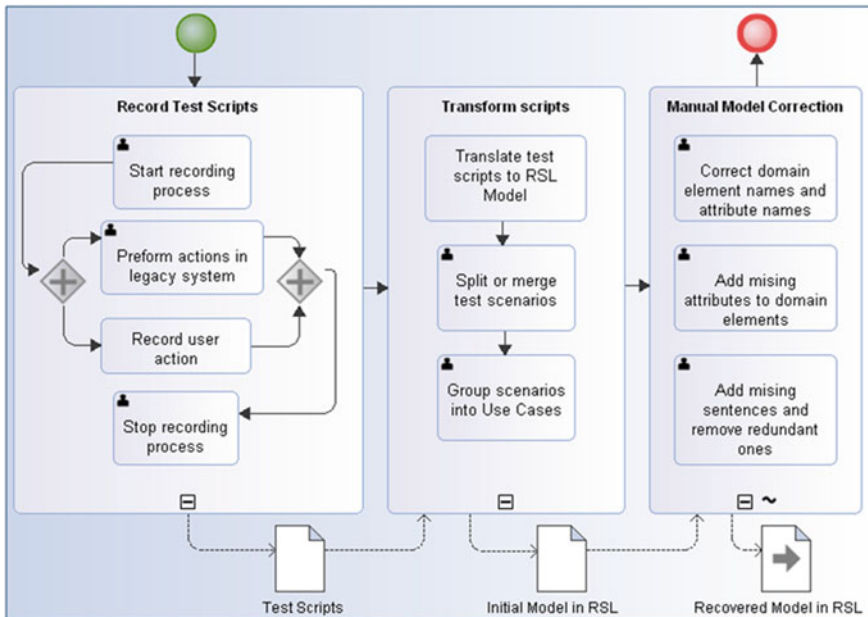 Record Test Scripts
Start recording
process
Preform actions in
legacy system
Record user
action
Stop recording
process
Transform scripts
Translate test
scripts to RSL
Model
Split or merge
test scenarios
Group scenarios
into Use Cases
Manual Model Correction
Correct domain
element names and
attribute names
Add mising
attributes to domain
elements
Add mising
sentences and
remove redundant
ones
Test Scripts
Initial Model in RSL
Recovered Model in RSL